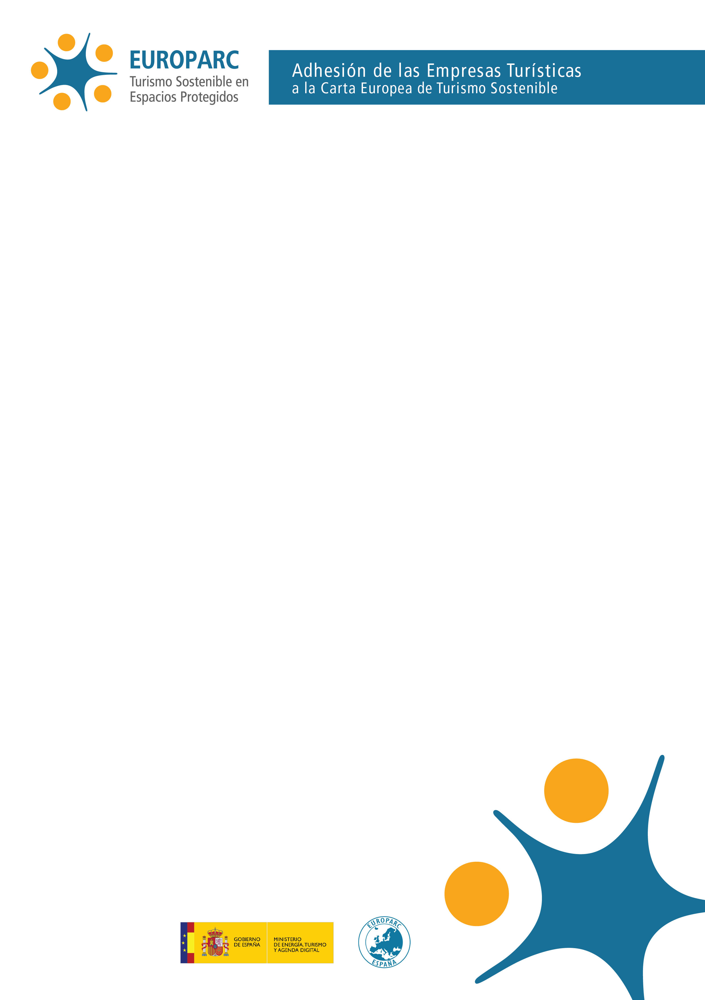 EUROPARC
Turismo Sostenible en
Espacios Protegidos
Adhesión de las Empresas Turísticas
a la Carta Europea de Turismo Sostenible
GOBIERNO
DE ESPAÑA
MINISTERIO
DE ENERGÍA, TURISMO
Y AGENDA DIGITAL
EUROPARC
ESPAÑA